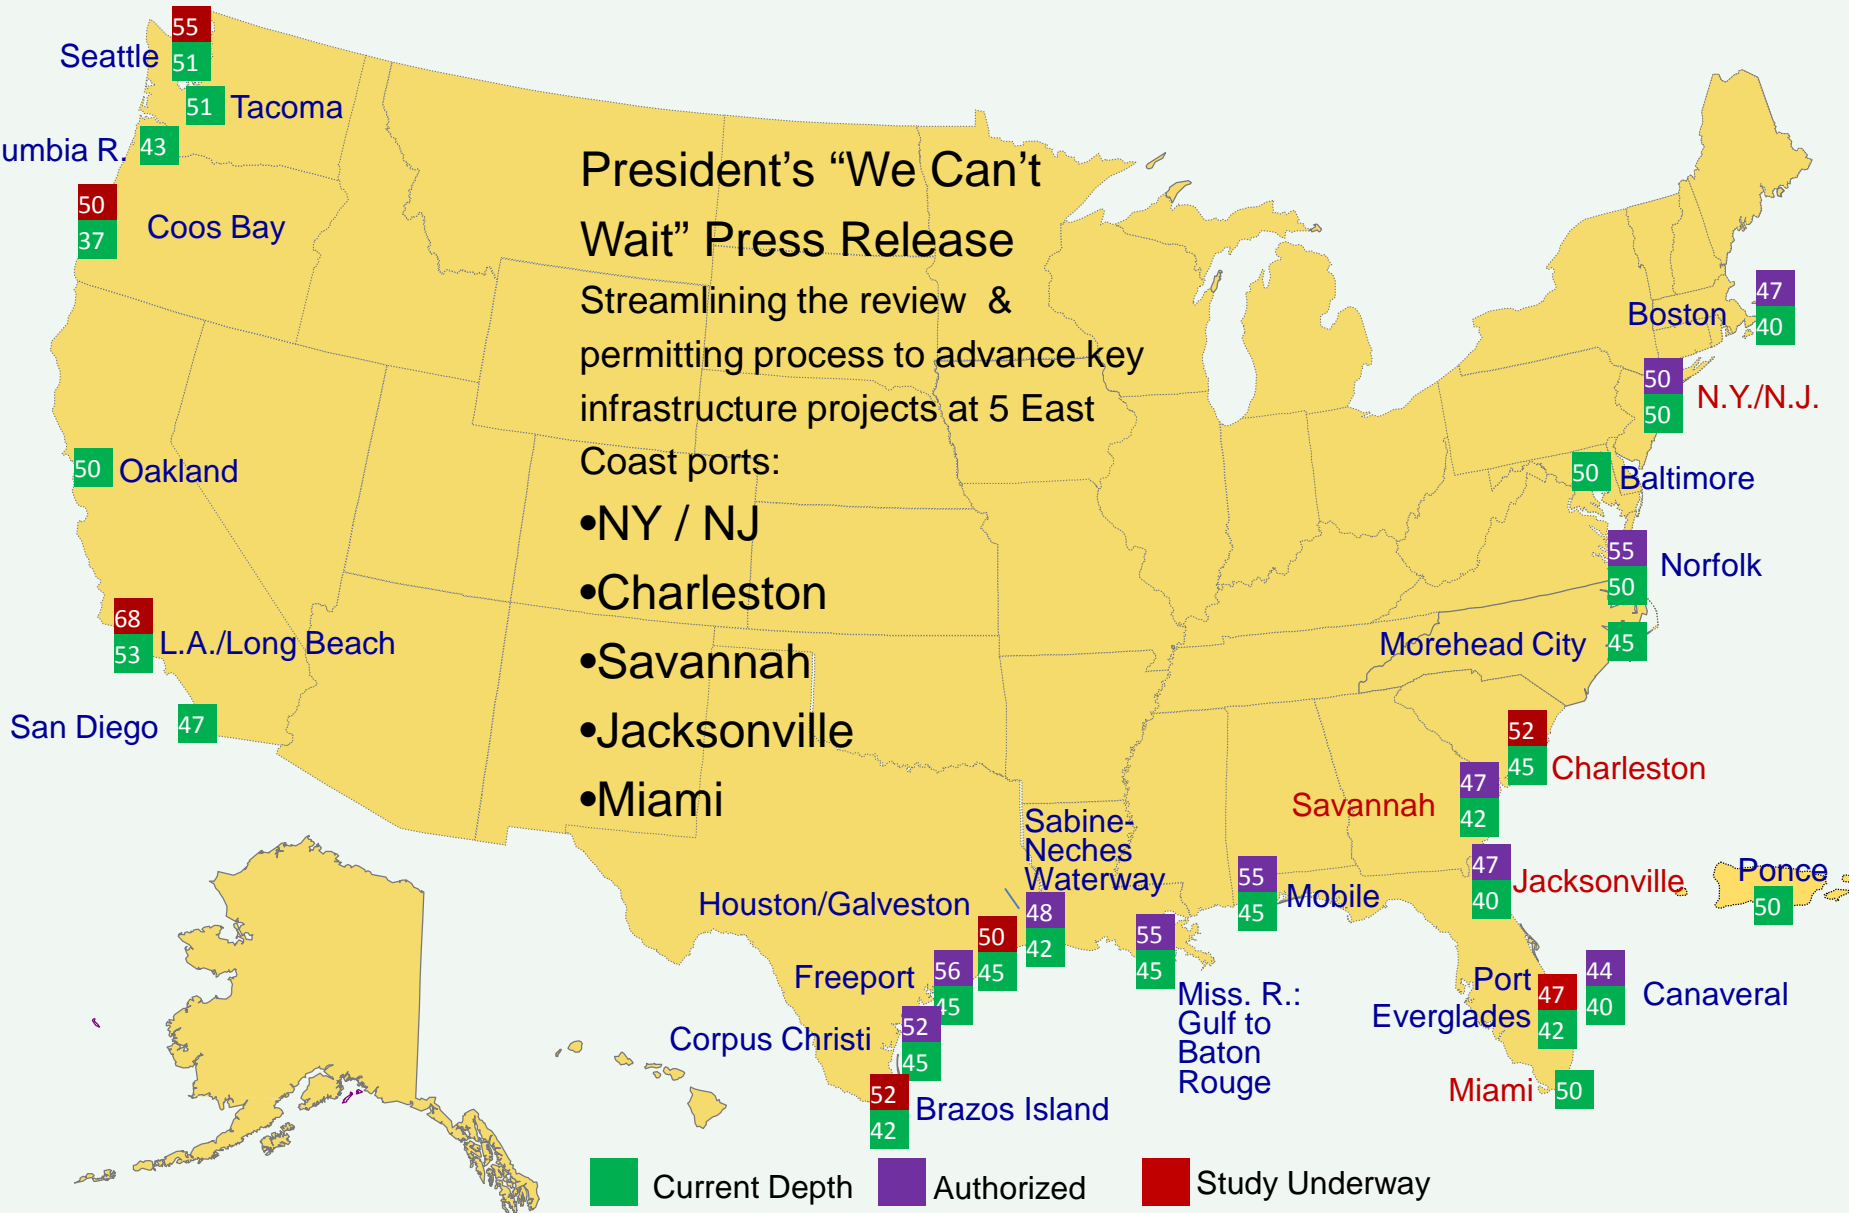 55
Seattle
51
51
Tacoma
umbia R.
43
50
37
Coos Bay
50
Oakland
68
53
L.A./Long Beach
San Diego
47
President's “We Can't
Wait” Press Release
Streamlining the review &
permitting process to advance key
infrastructure projects at 5 East
Coast ports:
•NY / NJ
•Charleston
•Savannah
•Jacksonville
•Miami
47
Boston
40
50
50
N.Y./N.J.
50
Baltimore
55
50
Norfolk
Morehead City
45
52
45
Charleston
47
Savannah
42
47
40
Jacksonville
Ponce
50
Sabine-
Neches
Waterway
48
42
55
45
Mobile
Houston/Galveston
50
45
55
45
Miss. R.:
Gulf to
Baton
Rouge
Freeport
56
45
Corpus Christi
52
45
52
42
Brazos Island
44
40
Canaveral
Port
Everglades
47
42
Miami
50
Current Depth
Authorized
Study Underway